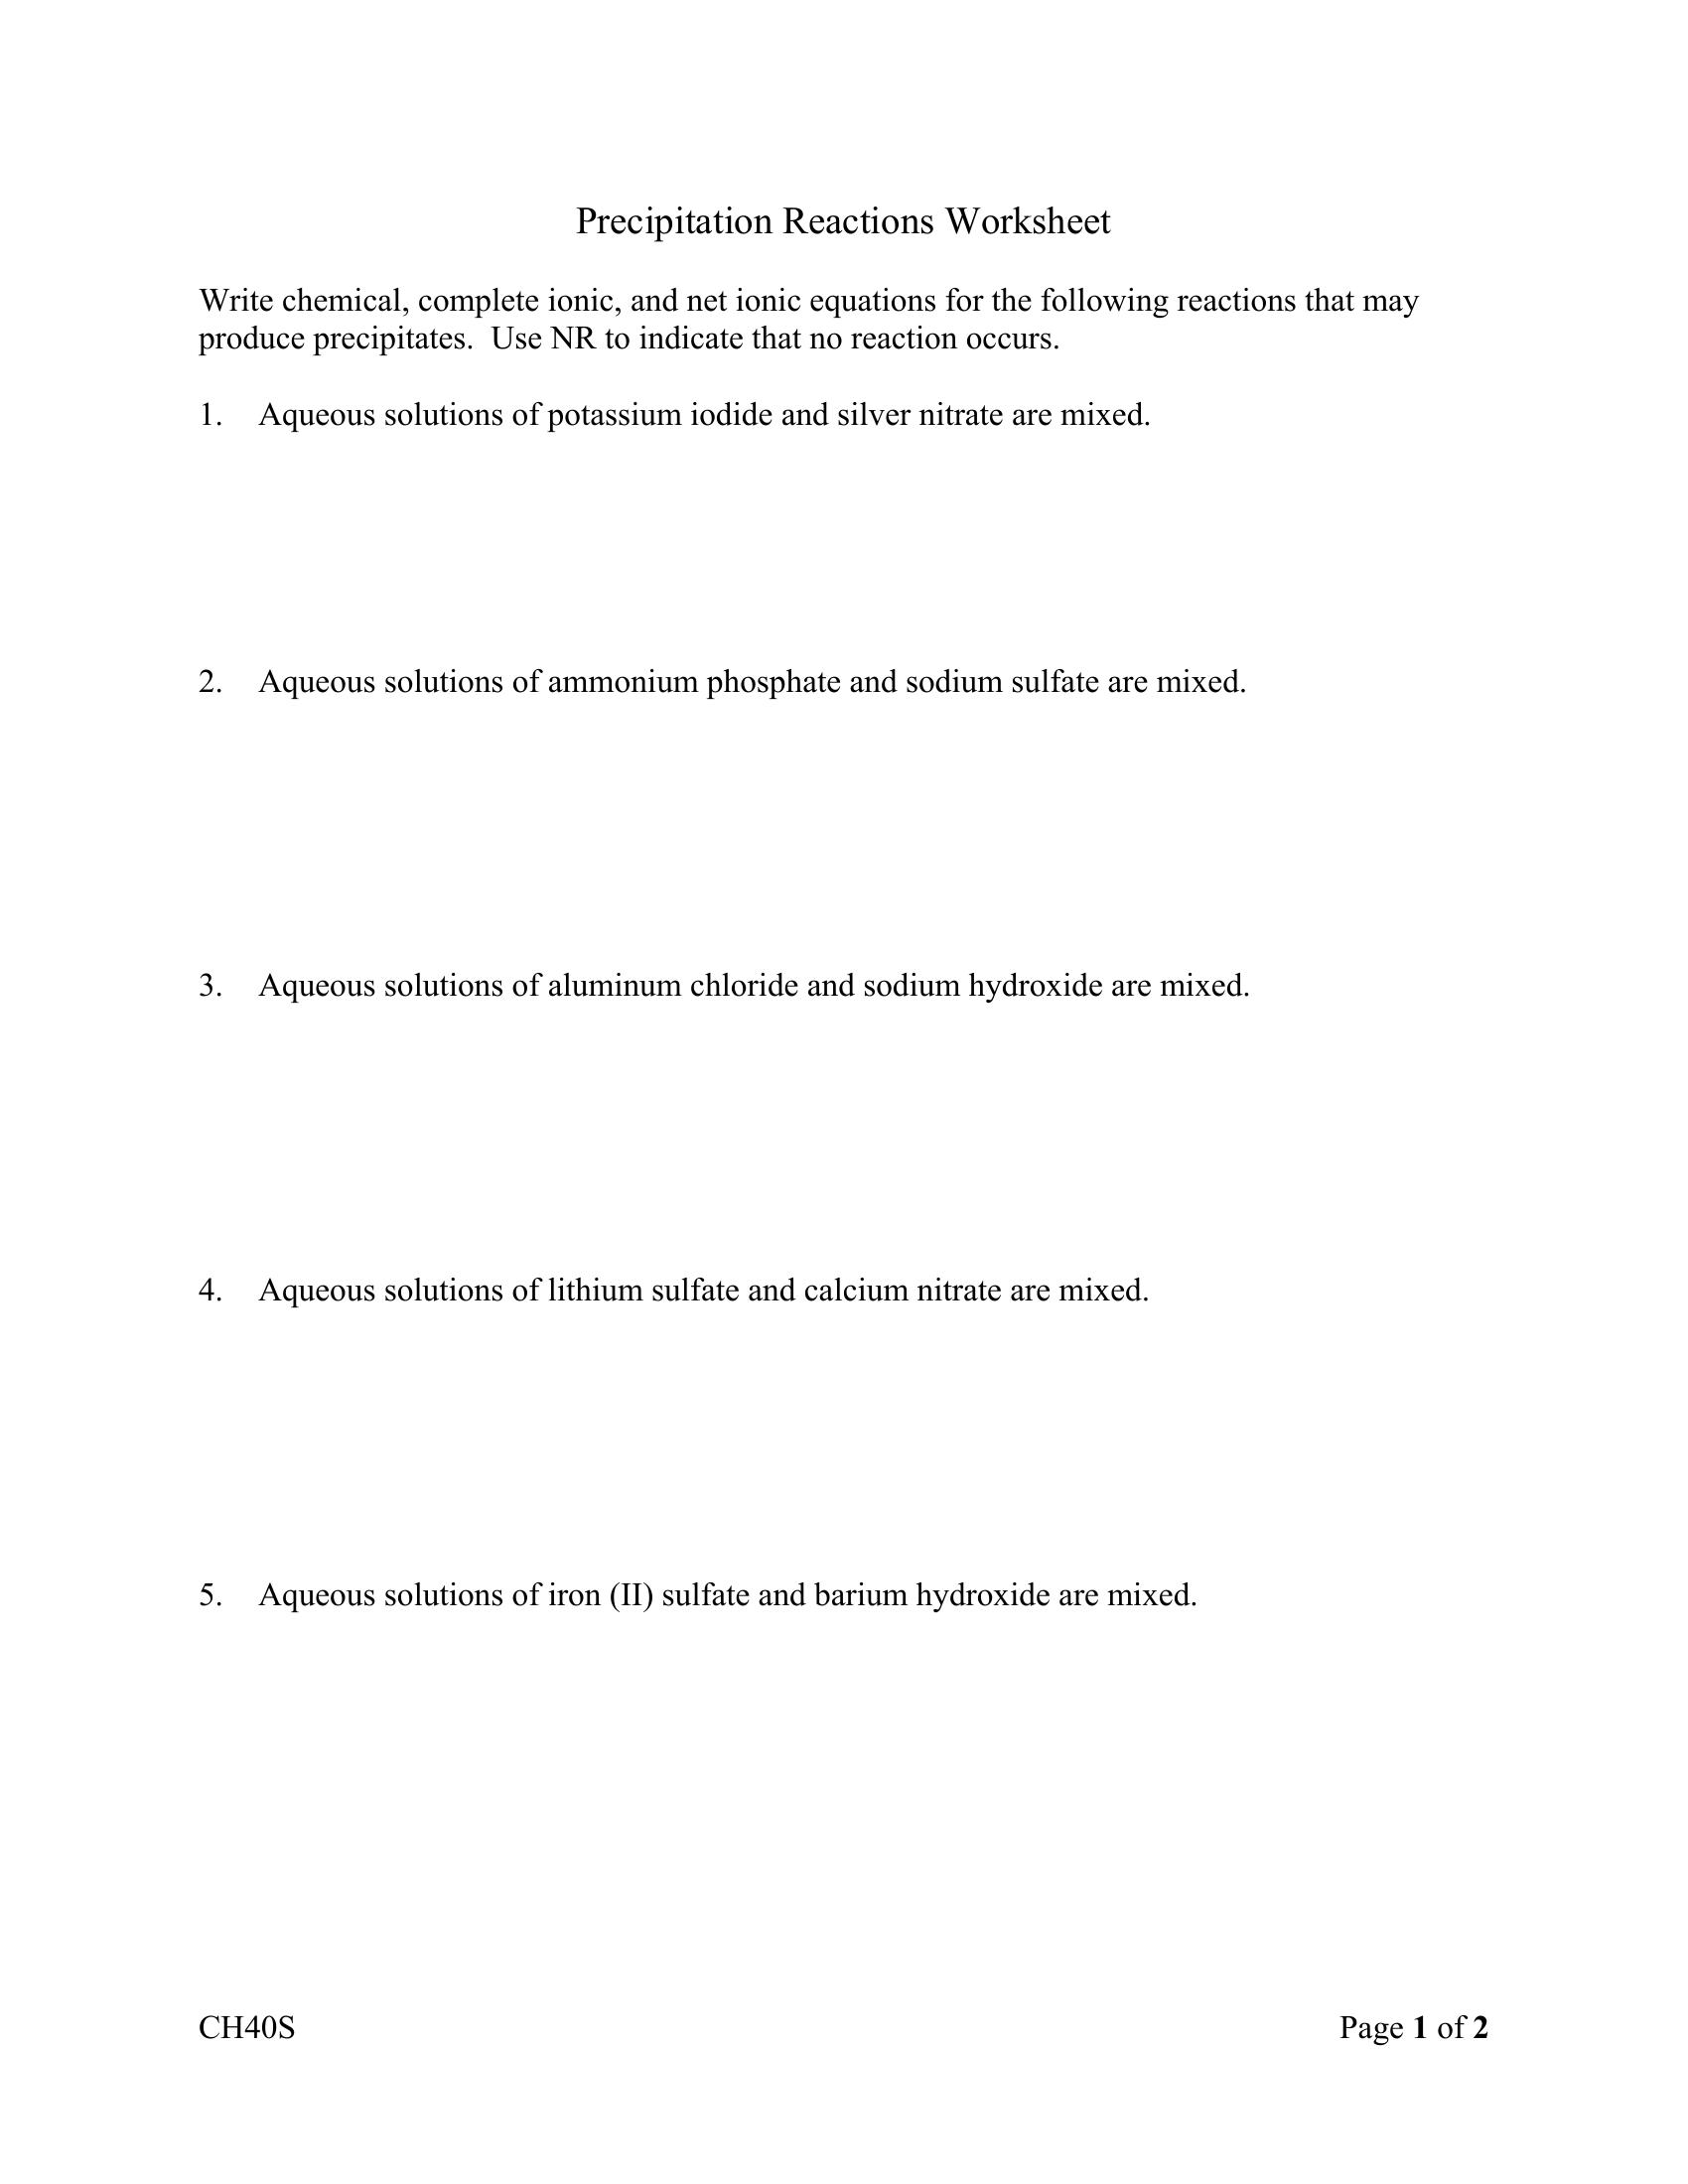 Precipitation Reactions Worksheet
Write chemical, complete ionic, and net ionic equations for the following reactions that may
produce precipitates.  Use NR to indicate that no reaction occurs.
1. Aqueous solutions of potassium iodide and silver nitrate are mixed.
2. Aqueous solutions of ammonium phosphate and sodium sulfate are mixed.
3. Aqueous solutions of aluminum chloride and sodium hydroxide are mixed.
4. Aqueous solutions of lithium sulfate and calcium nitrate are mixed.
5. Aqueous solutions of iron (II) sulfate and barium hydroxide are mixed.
CH40S Page 1 of 2